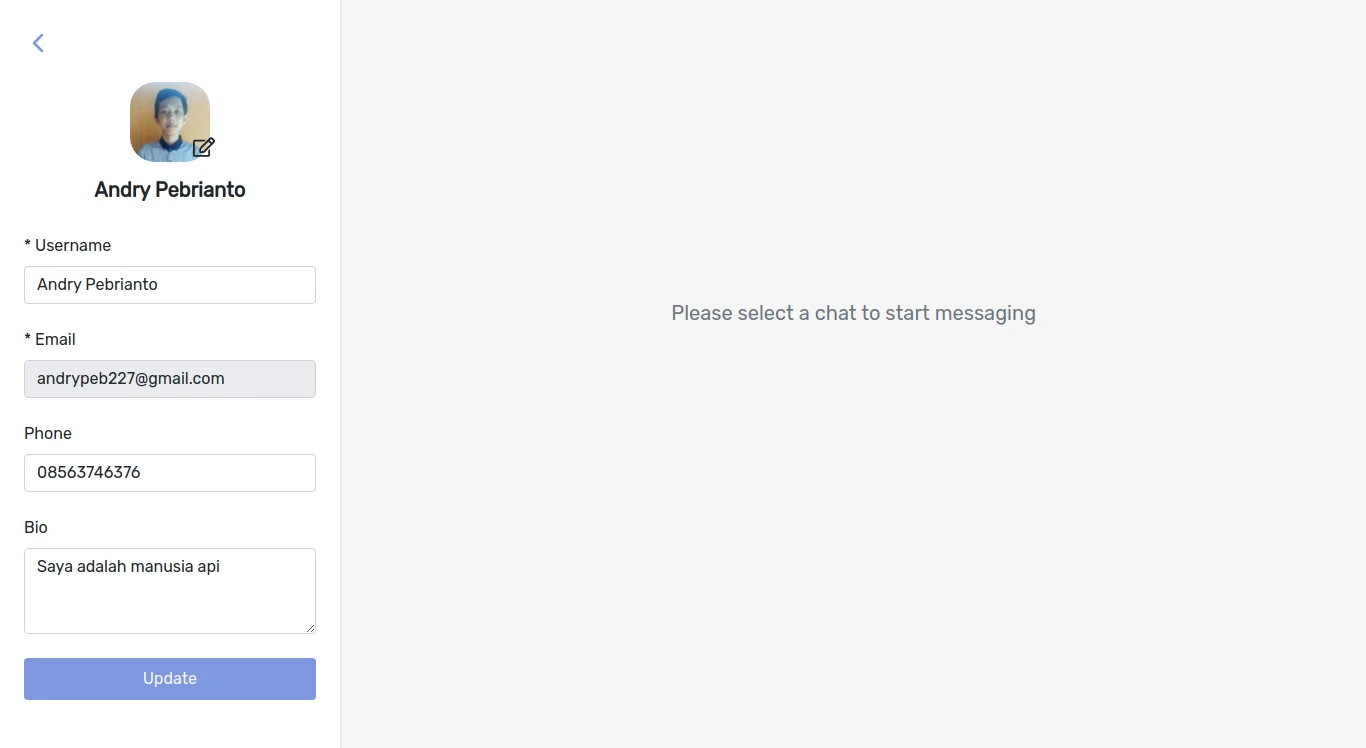 Andry Pebrianto
* Username
Andry Pebrianto
* Email
andrypeb227@gmail.com
Phone
08563746376
Bio
Saya adalah manusia api
Update
Please select a chat to start messaging